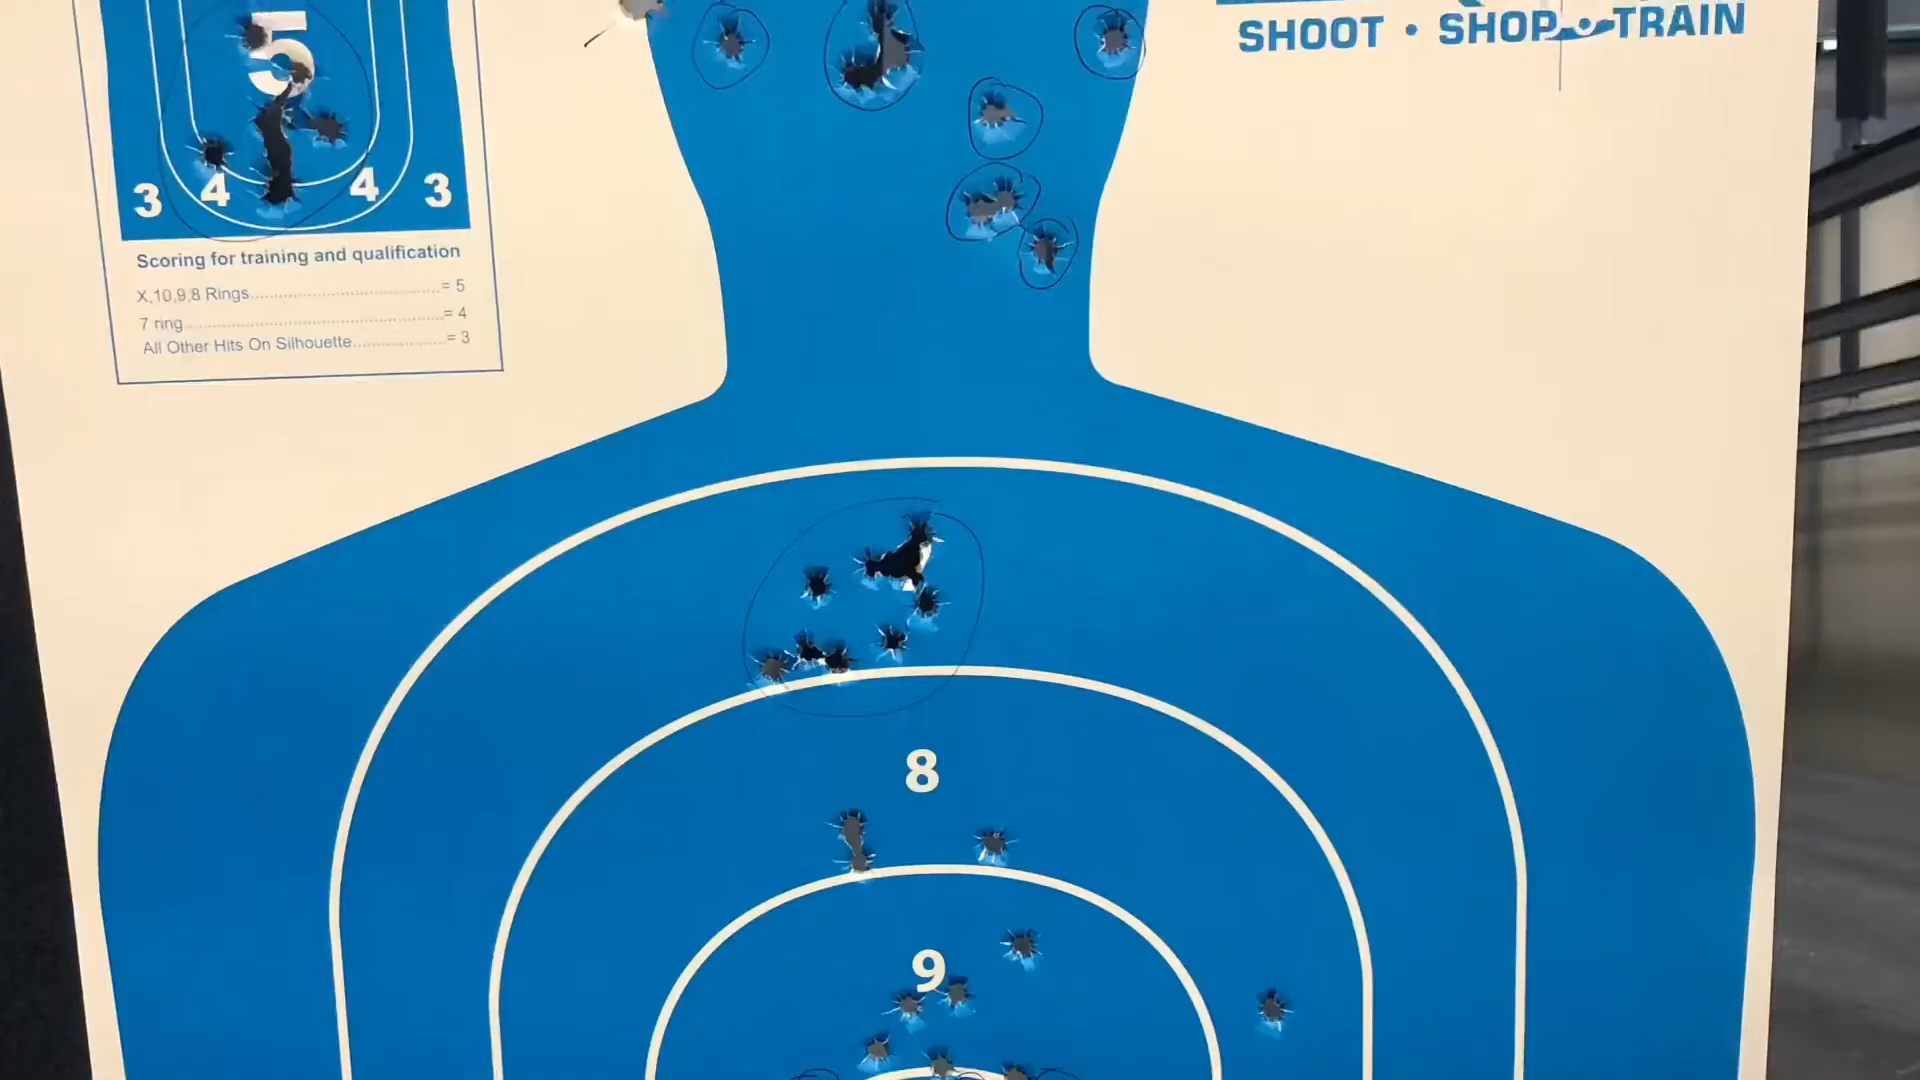 SHOOT • SHOP • TRAIN
5
3 4 4 3
Scoring for training and qualification
X,10,9,8 Rings = 5
7 ring = 4
All Other Hits On Silhouette = 3
8
9